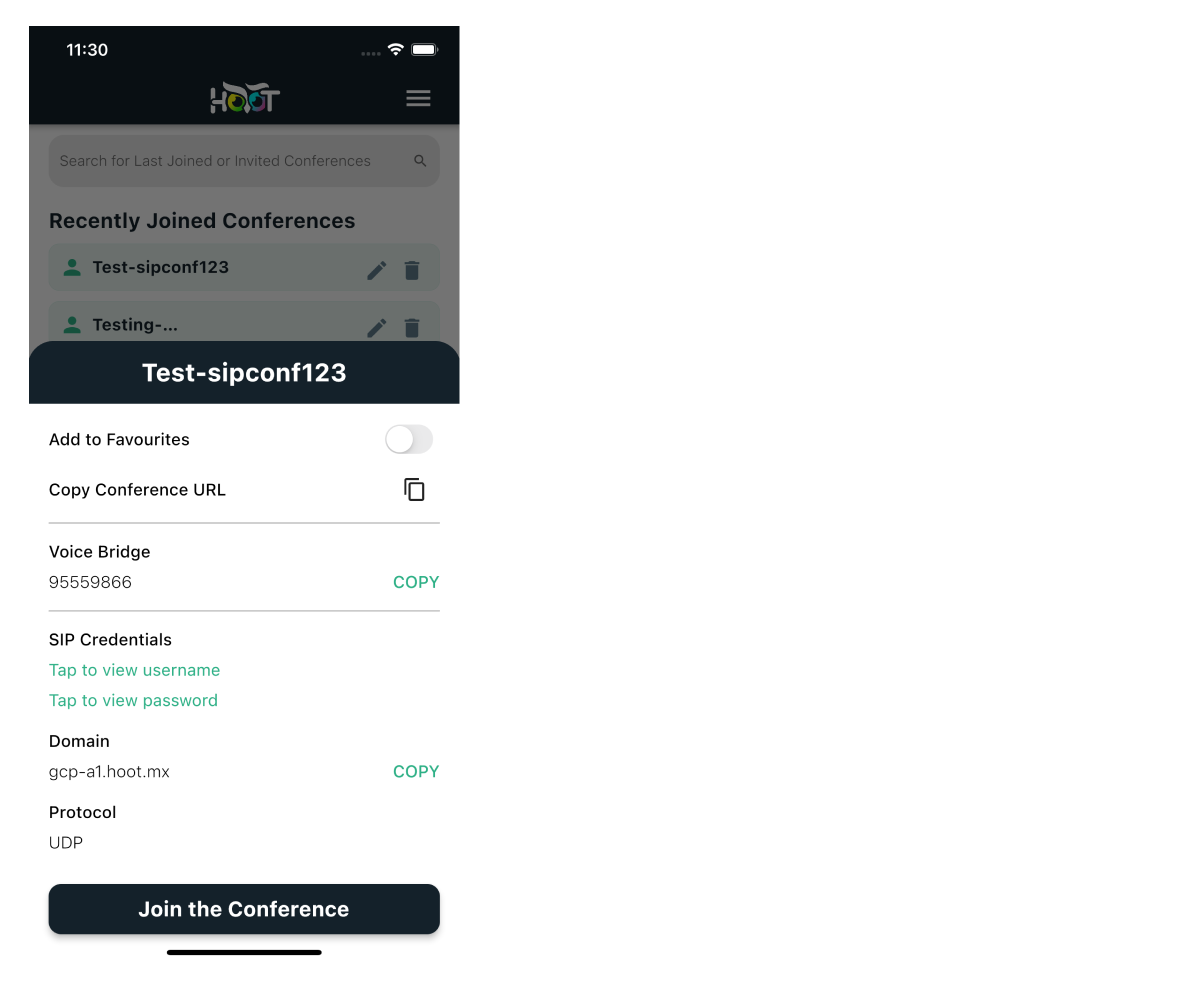 11:30
HOOT
Search for Last Joined or Invited Conferences
Recently Joined Conferences
Test-sipconf123
Testing-...
Test-sipconf123
Add to Favourites
Copy Conference URL
Voice Bridge
95559866 COPY
SIP Credentials
Tap to view username
Tap to view password
Domain
gcp-a1.hoot.mx COPY
Protocol
UDP
Join the Conference